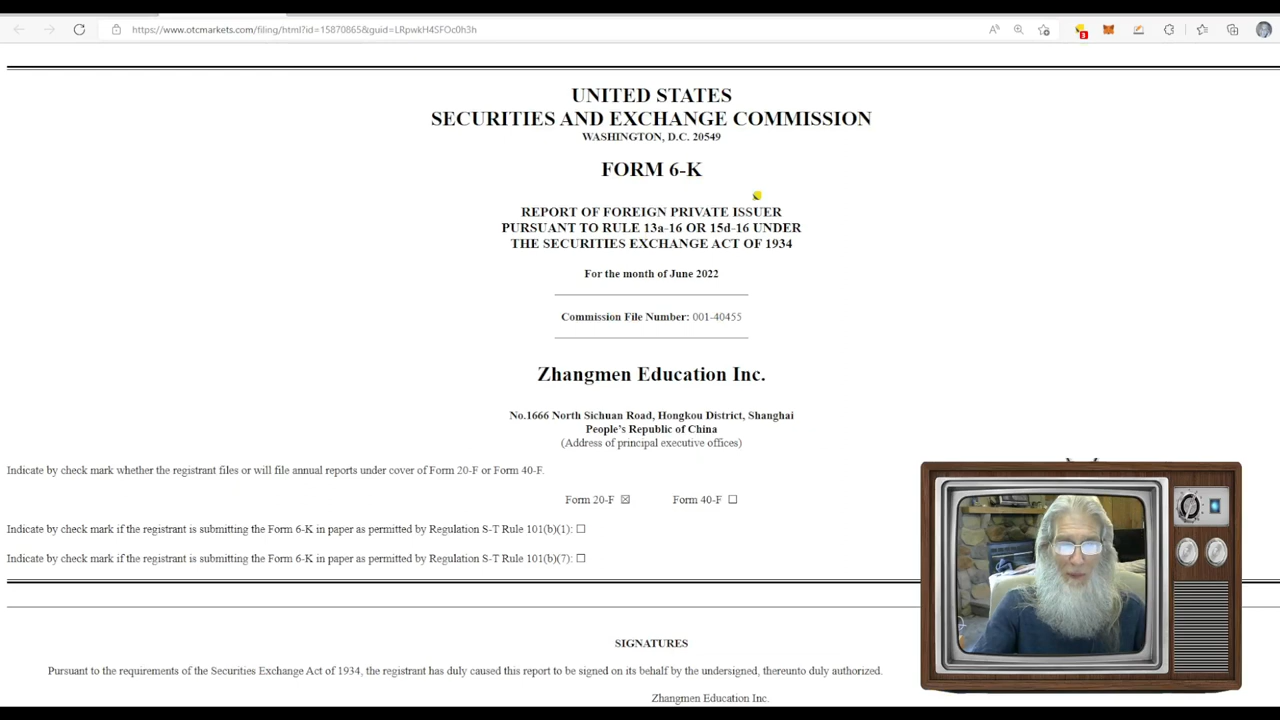 https://www.otcmarkets.com/filing/html?id=15870865&guid=LRpwkH4SFOc0h3h
3
UNITED STATES
SECURITIES AND EXCHANGE COMMISSION
WASHINGTON, D.C. 20549
FORM 6-K
REPORT OF FOREIGN PRIVATE ISSUER
PURSUANT TO RULE 13a-16 OR 15d-16 UNDER
THE SECURITIES EXCHANGE ACT OF 1934
For the month of June 2022
Commission File Number: 001-40455
Zhangmen Education Inc.
No.1666 North Sichuan Road, Hongkou District, Shanghai
People's Republic of China
(Address of principal executive offices)
Indicate by check mark whether the registrant files or will file annual reports under cover of Form 20-F or Form 40-F.
Form 20-F ☒ Form 40-F ☐
Indicate by check mark if the registrant is submitting the Form 6-K in paper as permitted by Regulation S-T Rule 101(b)(1): ☐
Indicate by check mark if the registrant is submitting the Form 6-K in paper as permitted by Regulation S-T Rule 101(b)(7): ☐
SIGNATURES
Pursuant to the requirements of the Securities Exchange Act of 1934, the registrant has duly caused this report to be signed on its behalf by the undersigned, thereunto duly authorized.
Zhangmen Education Inc.